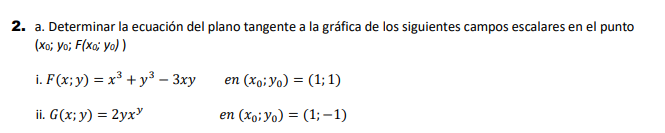 2. a. Determinar la ecuación del plano tangente a la gráfica de los siguientes campos escalares en el punto
(x₀; y₀; F(x₀; y₀) )
i. F(x; y) = x³ + y³ − 3xy en (x₀; y₀) = (1; 1)
ii. G(x; y) = 2yxʸ en (x₀; y₀) = (1; −1)